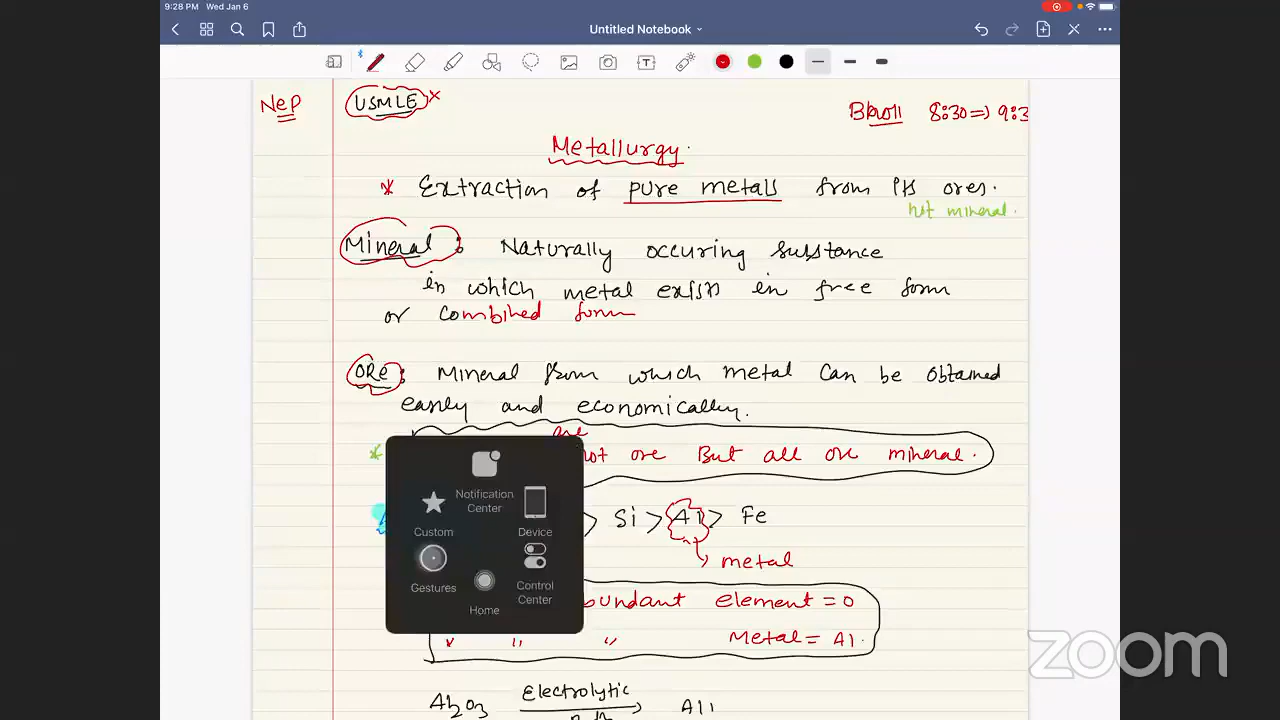 9:28 PM Wed Jan 6
Untitled Notebook
Nep USMLE x 8:30=> 9:3
Metallurgy
* Extraction of pure metals from ores.
not mineral.
Mineral: Naturally occuring substance
in which metal exists in free form
or combined form
ORe: Mineral from which metal can be obtained
easily and economically.
are
* not ore But all ore mineral.
> Si > Al > Fe
metal
bundant element = O
* " " Metal = Al.
Al2O3 Electrolytic
Notification Center
Custom
Device
Gestures
Control Center
Home
zoom